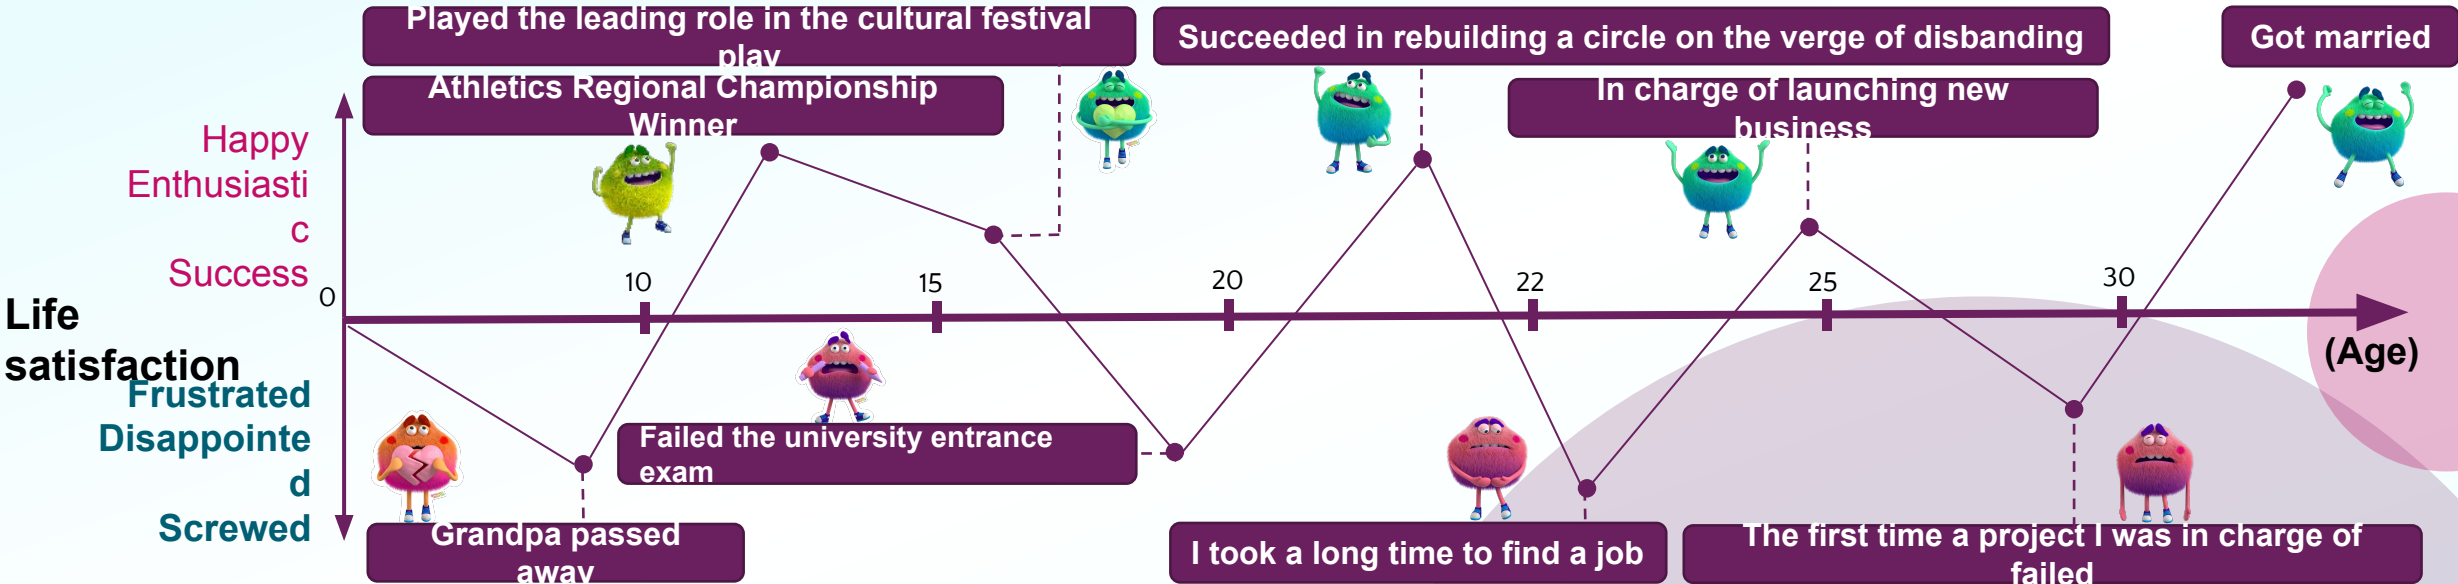 Played the leading role in the cultural festival
play
Succeeded in rebuilding a circle on the verge of disbanding
Got married
Athletics Regional Championship
Winner
In charge of launching new
business
Happy
Enthusiasti
c
Success
0
10
15
20
22
25
30
Life
satisfaction
(Age)
Frustrated
Disappointe
d
Screwed
Failed the university entrance
exam
Grandpa passed
away
I took a long time to find a job
The first time a project I was in charge of
failed